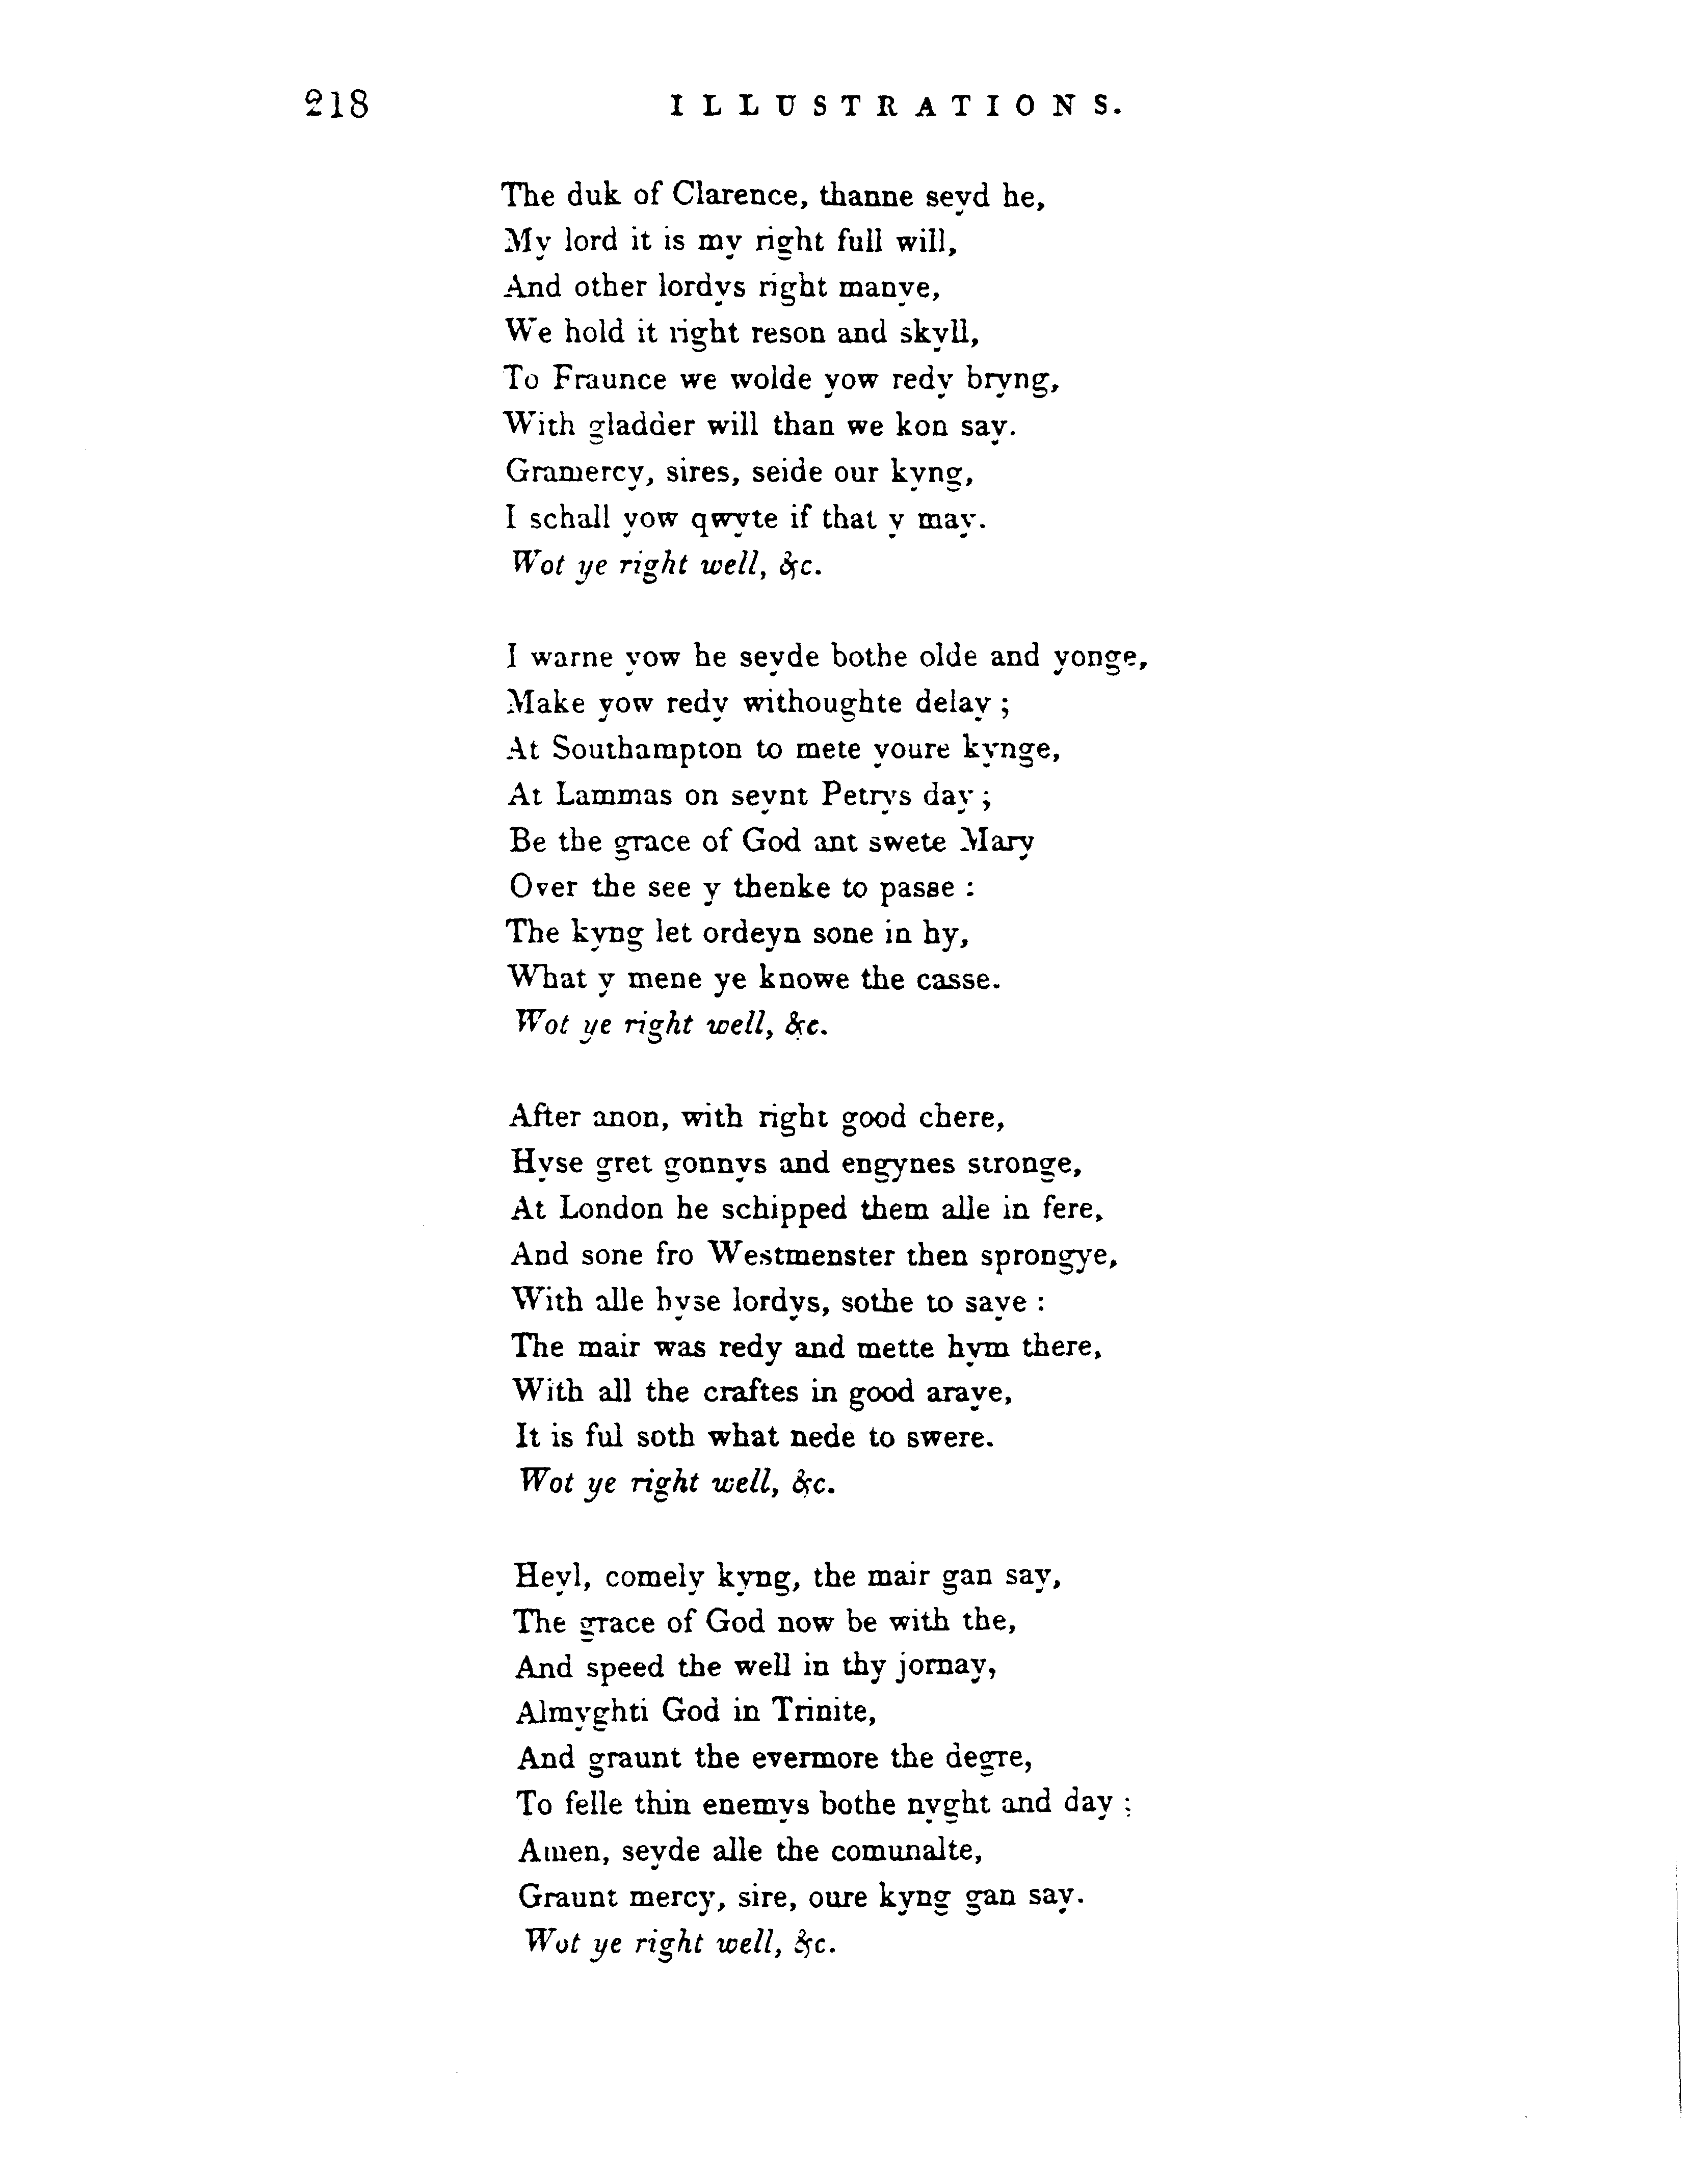 218 ILLUSTRATIONS.
The duk of Clarence, thanne seyd he,
My lord it is my right full will,
And other lordys right manye,
We hold it right reson and skyll,
To Fraunce we wolde yow redy bryng,
With gladder will than we kon say.
Gramercy, sires, seide our kyng,
I schall yow qwyte if that y may.
Wot ye right well, &c.
I warne yow he seyde bothe olde and yonge,
Make yow redy withoughte delay ;
At Southampton to mete youre kynge,
At Lammas on seynt Petrys day ;
Be the grace of God ant swete Mary
Over the see y thenke to passe :
The kyng let ordeyn sone in hy,
What y mene ye knowe the casse.
Wot ye right well, &c.
After anon, with right good chere,
Hyse gret gonnys and engynes stronge,
At London he schipped them alle in fere,
And sone fro Westmenster then sprongye,
With alle hyse lordys, sothe to saye :
The mair was redy and mette hym there,
With all the craftes in good araye,
It is ful soth what nede to swere.
Wot ye right well, &c.
Heyl, comely kyng, the mair gan say,
The grace of God now be with the,
And speed the well in thy jornay,
Almyghti God in Trinite,
And graunt the evermore the degre,
To felle thin enemys bothe nyght and day ;
Amen, seyde alle the comunalte,
Graunt mercy, sire, oure kyng gan say.
Wot ye right well, &c.